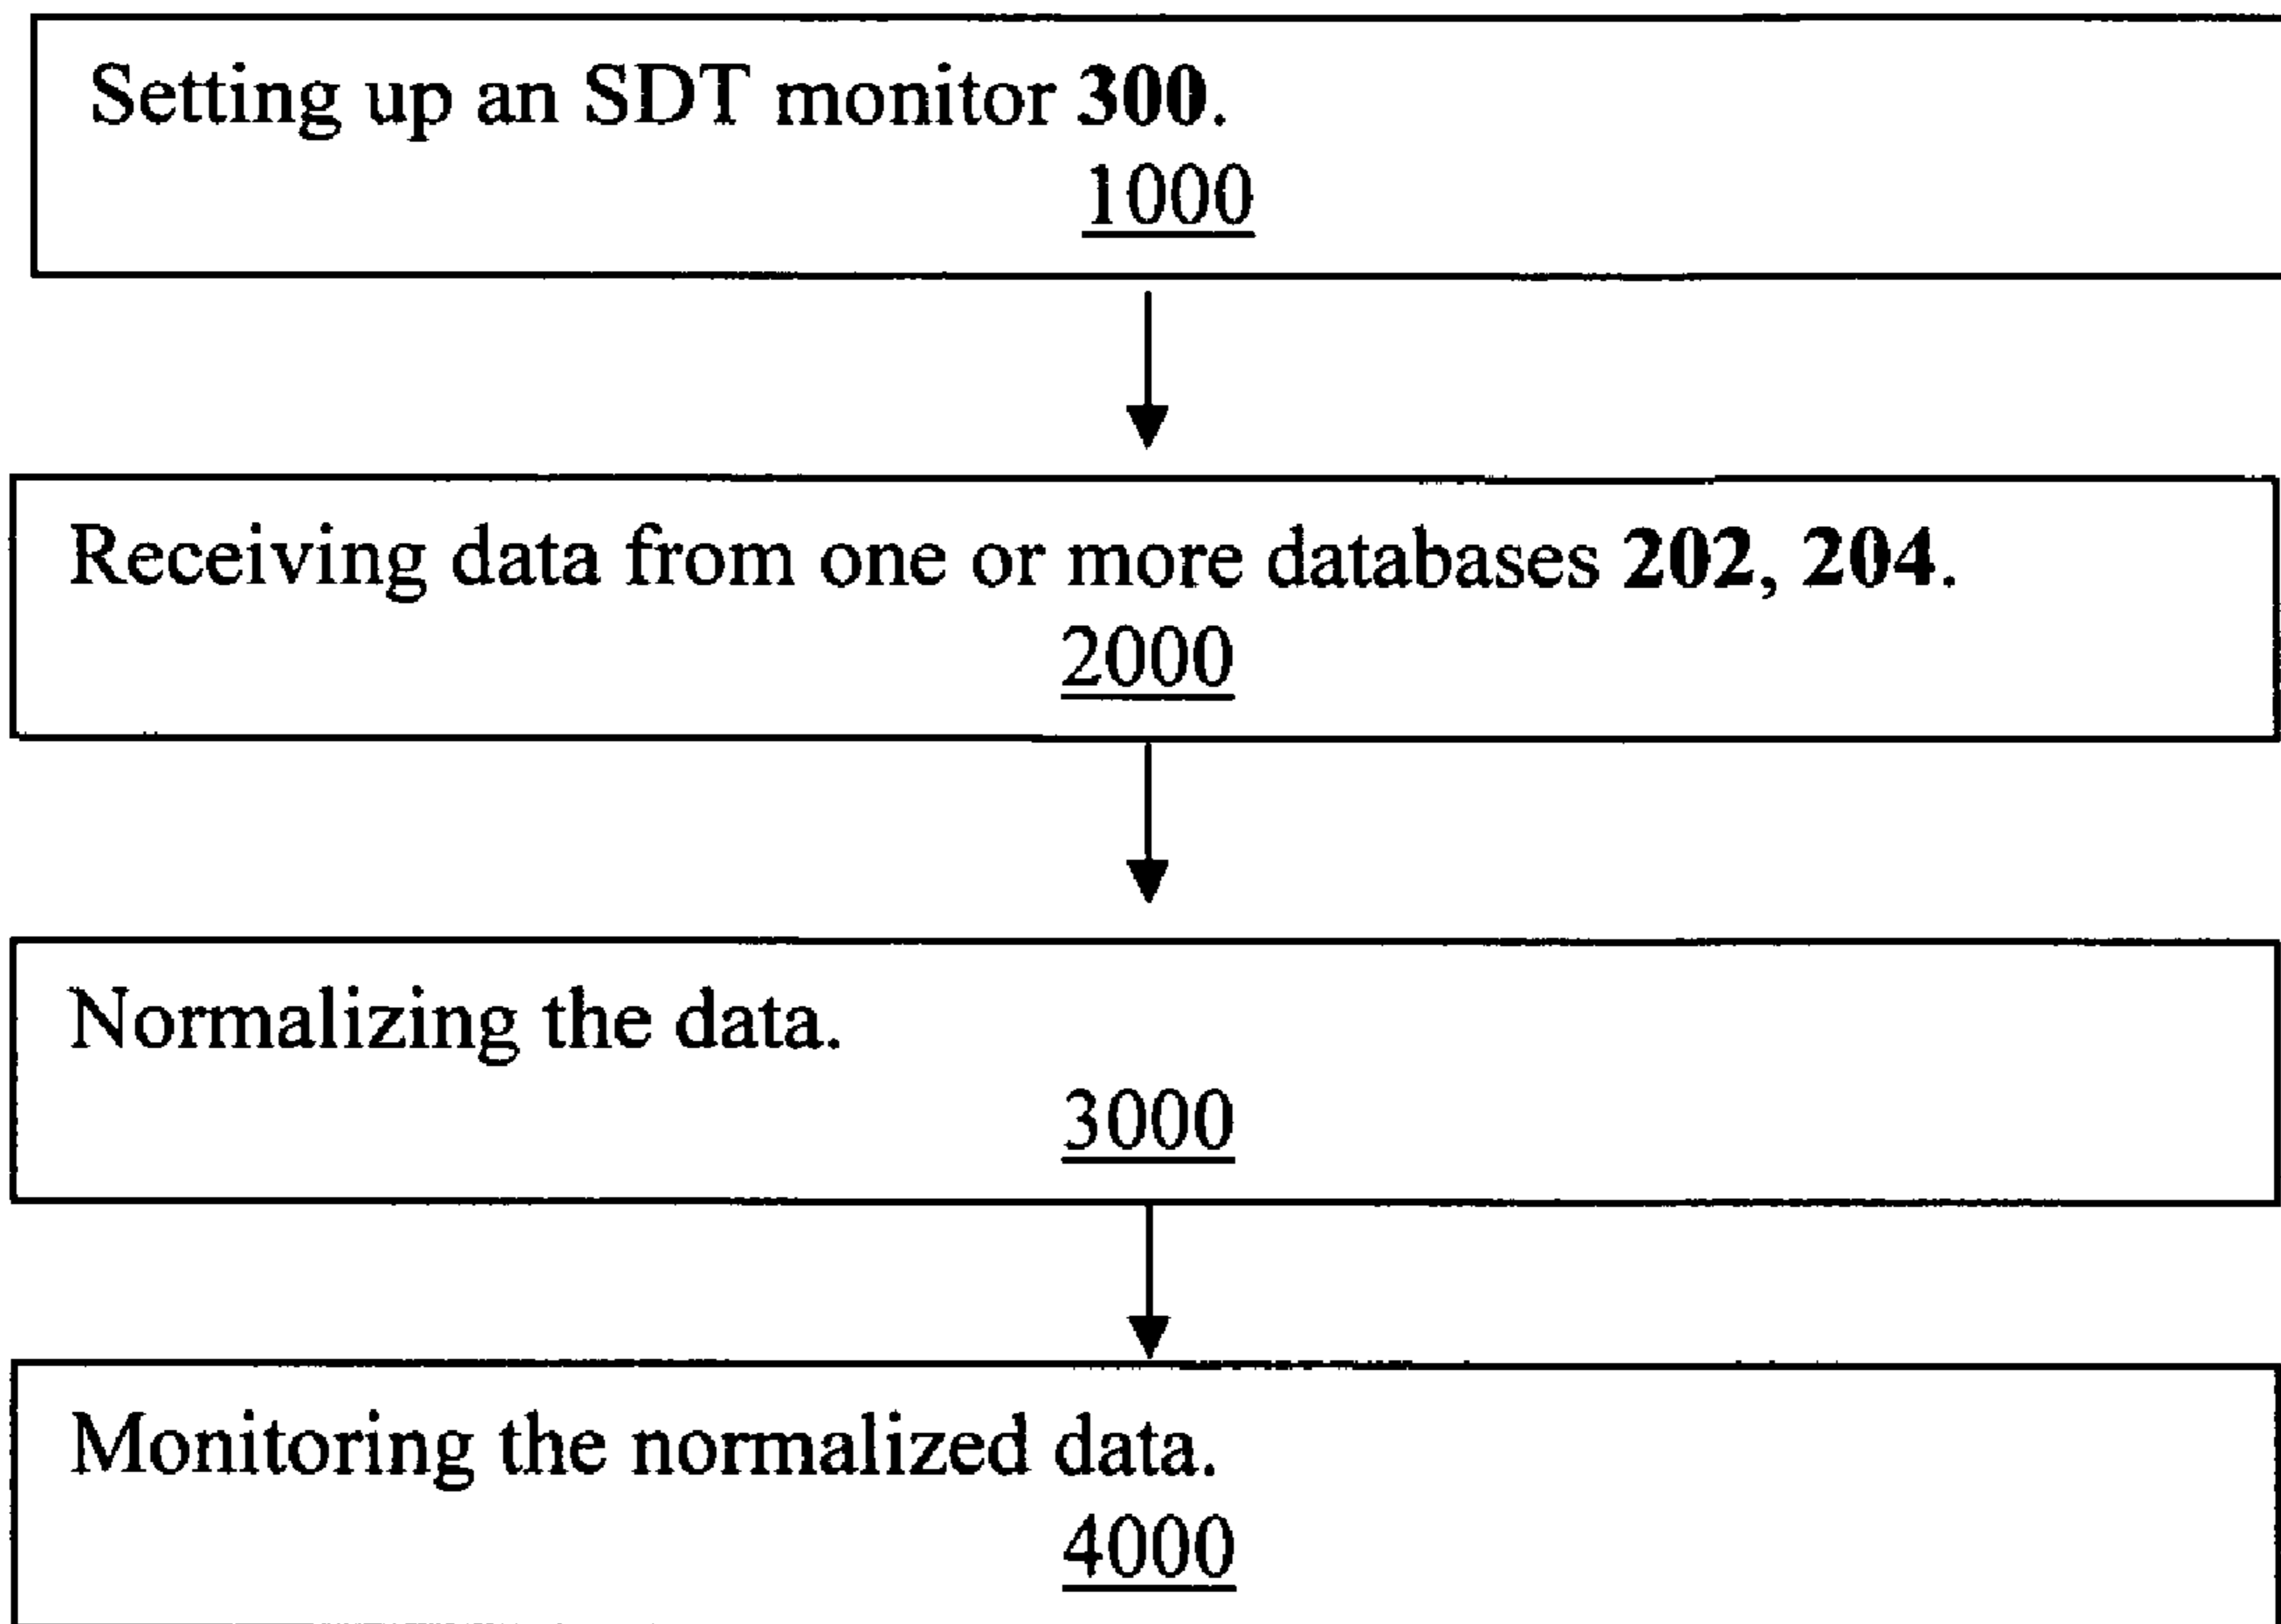 Setting up an SDT monitor 300.
1000
Receiving data from one or more databases 202, 204.
2000
Normalizing the data.
3000
Monitoring the normalized data.
4000